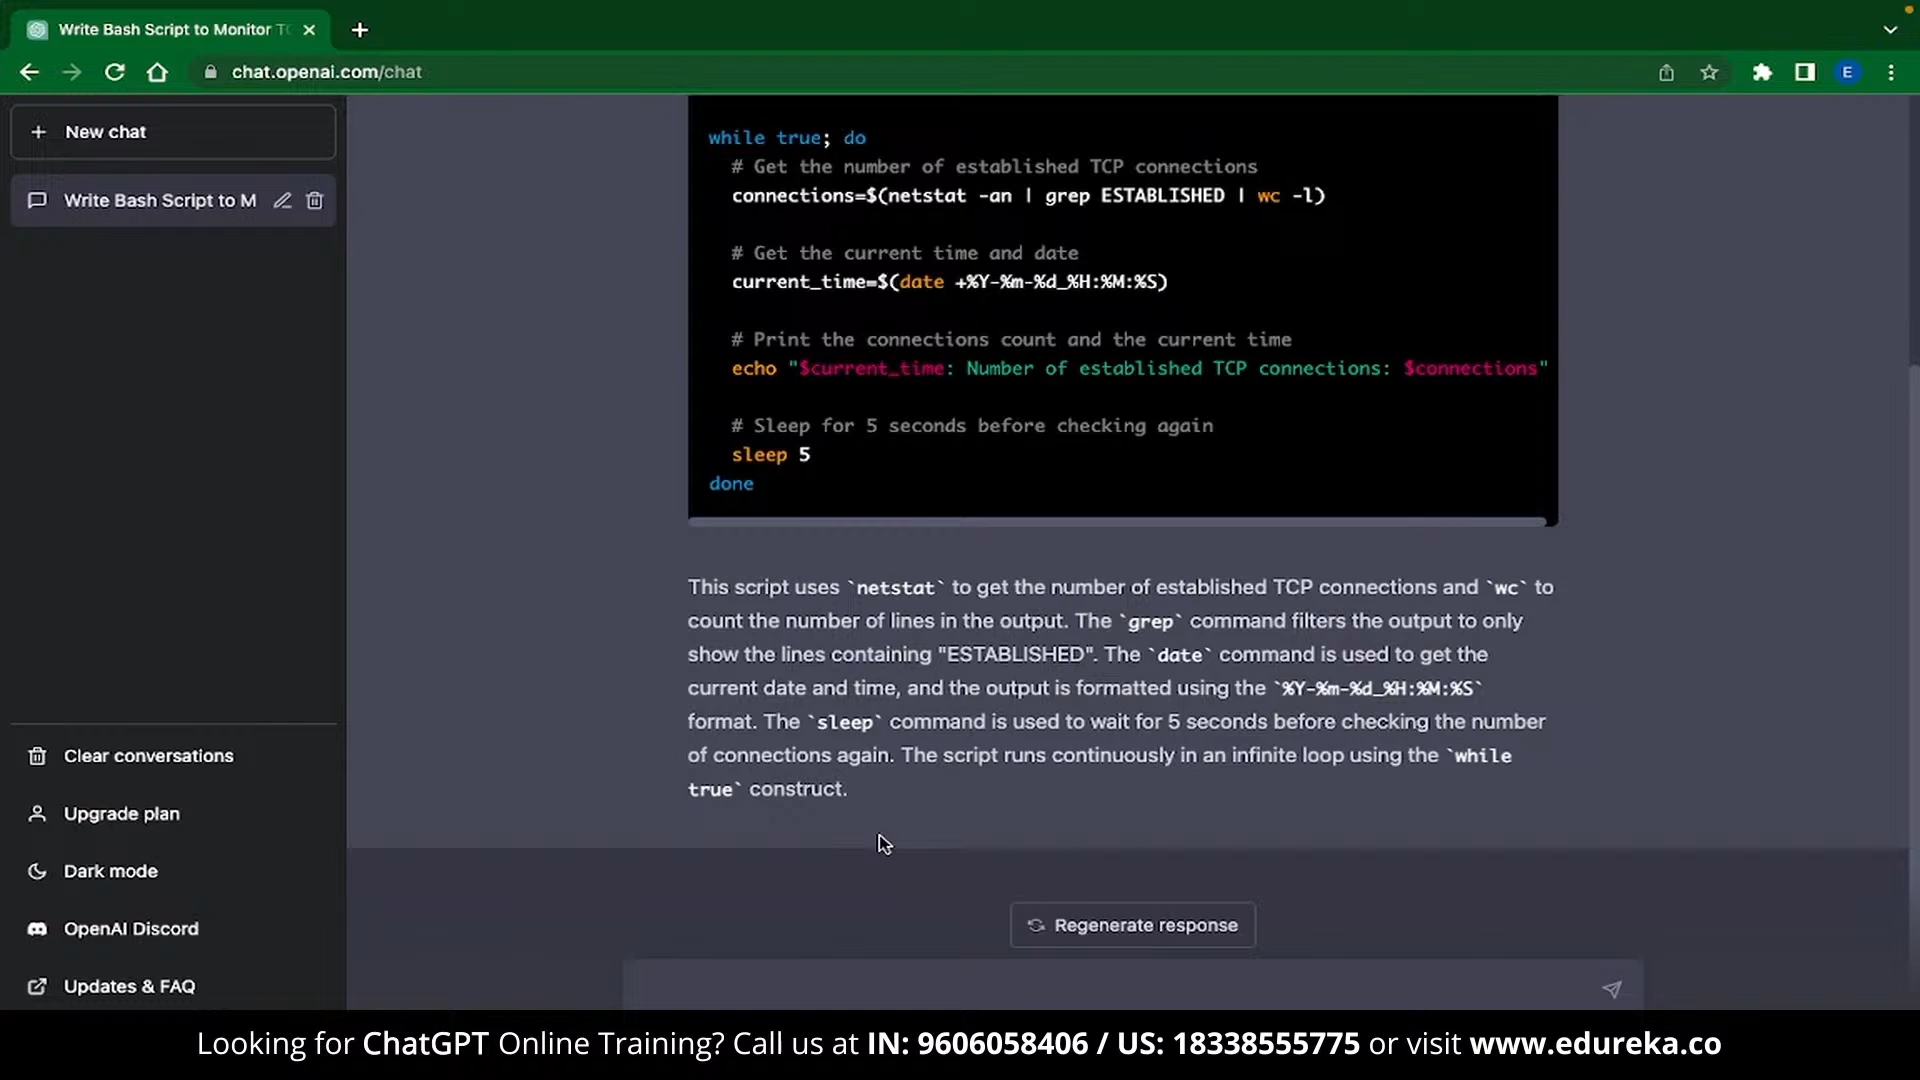 Write Bash Script to Monitor TC
chat.openai.com/chat
E
New chat
Write Bash Script to M
while true; do
# Get the number of established TCP connections
connections=$(netstat -an | grep ESTABLISHED | wc -l)
# Get the current time and date
current_time=$(date +%Y-%m-%d_%H:%M:%S)
# Print the connections count and the current time
echo "$current_time: Number of established TCP connections: $connections"
# Sleep for 5 seconds before checking again
sleep 5
done
This script uses `netstat` to get the number of established TCP connections and `wc` to
count the number of lines in the output. The `grep` command filters the output to only
show the lines containing "ESTABLISHED". The `date` command is used to get the
current date and time, and the output is formatted using the `%Y-%m-%d_%H:%M:%S`
format. The `sleep` command is used to wait for 5 seconds before checking the number
of connections again. The script runs continuously in an infinite loop using the `while
true` construct.
Clear conversations
Upgrade plan
Dark mode
OpenAI Discord
Updates & FAQ
Regenerate response
Looking for ChatGPT Online Training? Call us at IN: 9606058406 / US: 18338555775 or visit www.edureka.co